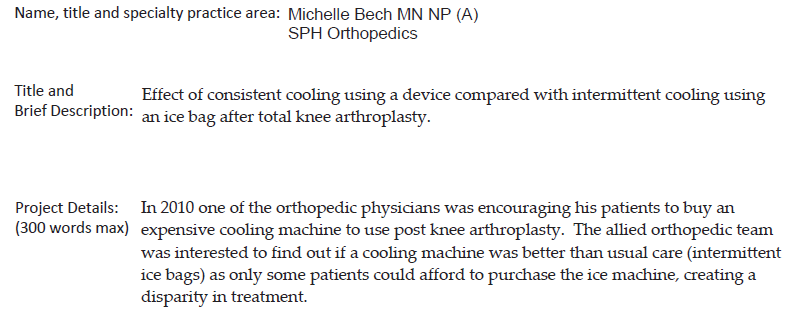 Name, title and specialty practice area: Michelle Bech MN NP (A)
SPH Orthopedics
Title and
Brief Description:
Effect of consistent cooling using a device compared with intermittent cooling using
an ice bag after total knee arthroplasty.
Project Details:
(300 words max)
In 2010 one of the orthopedic physicians was encouraging his patients to buy an
expensive cooling machine to use post knee arthroplasty. The allied orthopedic team
was interested to find out if a cooling machine was better than usual care (intermittent
ice bags) as only some patients could afford to purchase the ice machine, creating a
disparity in treatment.